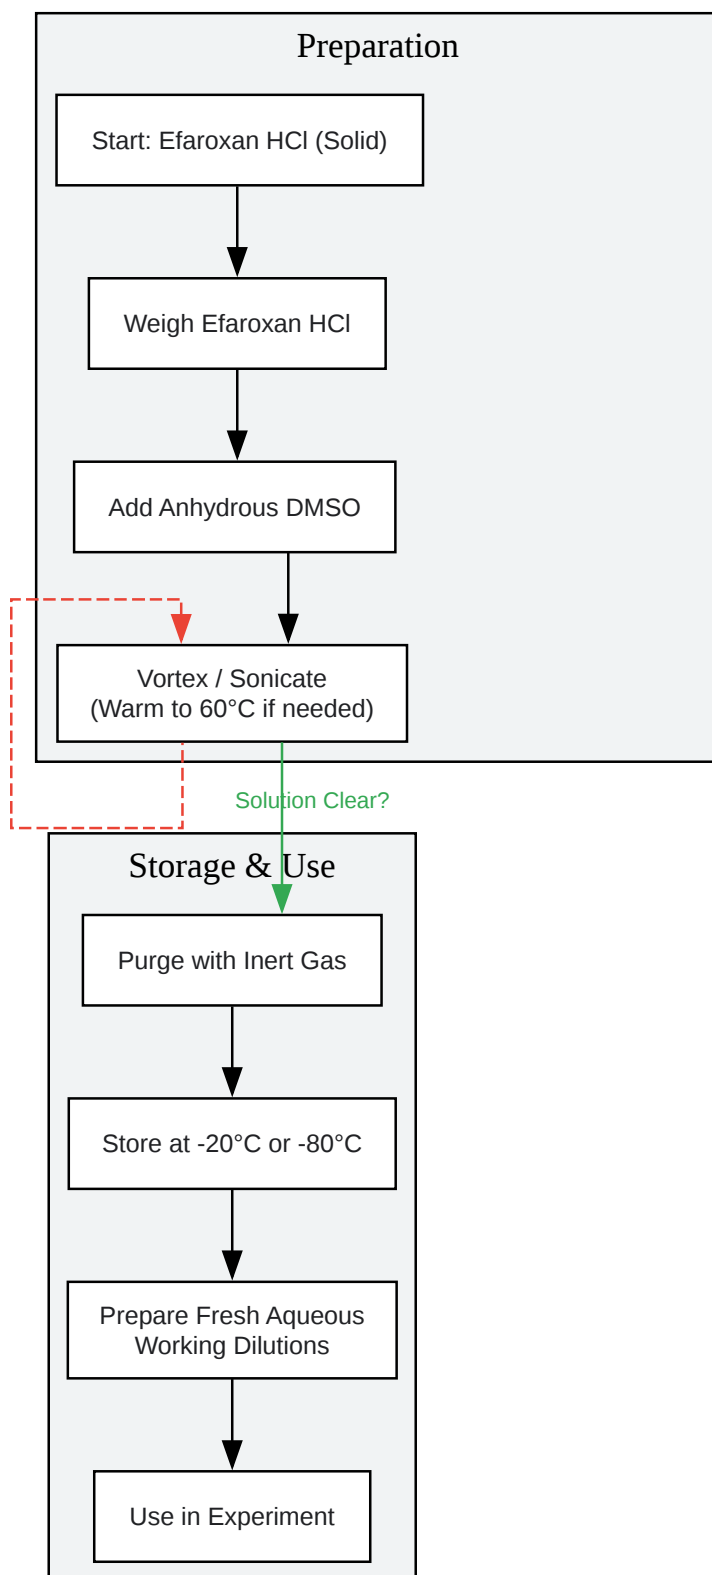 Preparation
Start: Efaroxan HCl (Solid)
Weigh Efaroxan HCl
Add Anhydrous DMSO
Vortex / Sonicate
(Warm to 60°C if needed)
Solution Clear?
Storage & Use
Purge with Inert Gas
Store at -20°C or -80°C
Prepare Fresh Aqueous
Working Dilutions
Use in Experiment